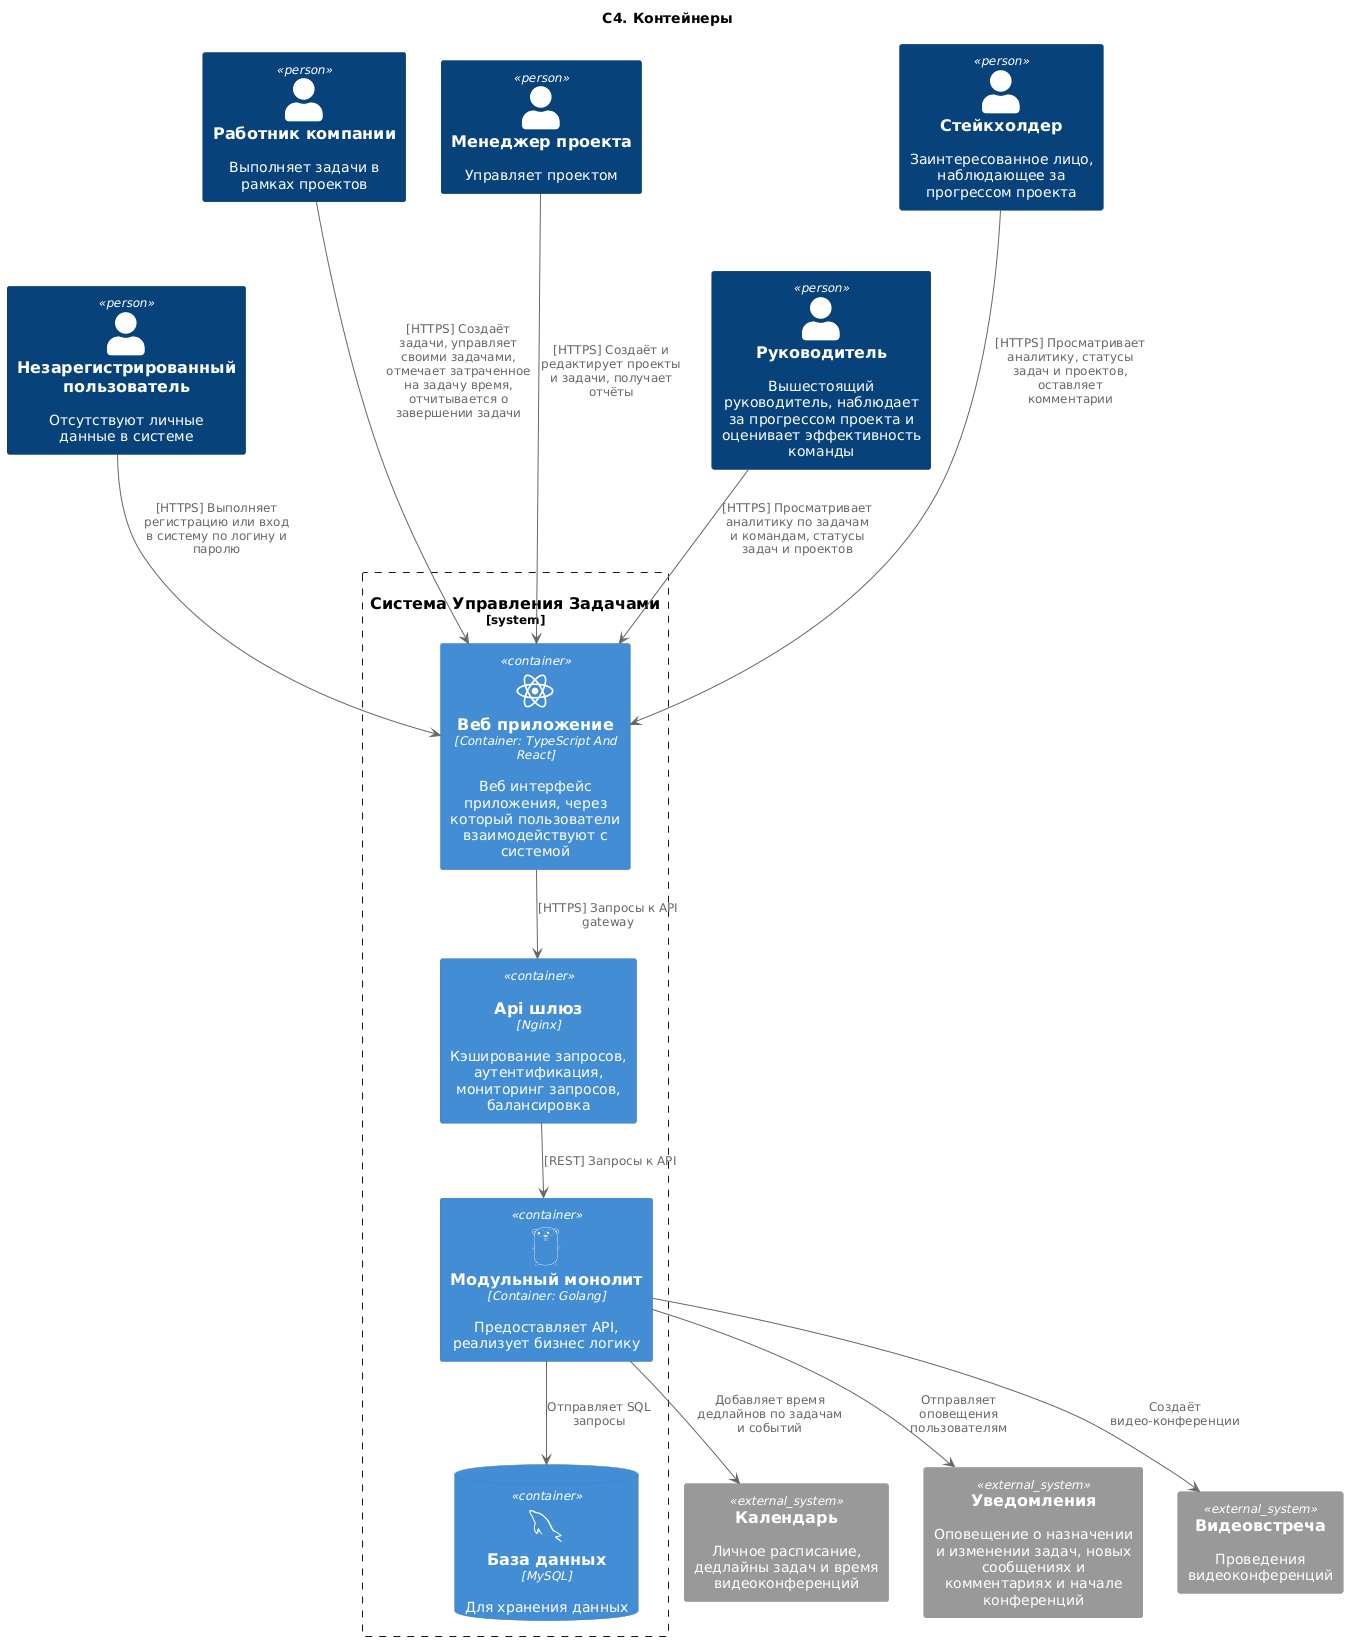 C4. Контейнеры
«person»
Работник компании
Выполняет задачи в
рамках проектов
«person»
Менеджер проекта
Управляет проектом
«person»
Стейкхолдер
Заинтересованное лицо,
наблюдающее за
прогрессом проекта
«person»
Незарегистрированный
пользователь
Отсутствуют личные
данные в системе
«person»
Руководитель
Вышестоящий
руководитель, наблюдает
за прогрессом проекта и
оценивает эффективность
команды
[HTTPS] Создаёт
задачи, управляет
своими задачами,
отмечает затраченное
на задачу время,
отчитывается о
завершении задачи
[HTTPS] Создаёт и
редактирует проекты
и задачи, получает
отчёты
[HTTPS] Просматривает
аналитику, статусы
задач и проектов,
оставляет
комментарии
[HTTPS] Выполняет
регистрацию или вход
в систему по логину и
паролю
[HTTPS] Просматривает
аналитику по задачам
и командам, статусы
задач и проектов
Система Управления Задачами
[system]
«container»
Веб приложение
[Container: TypeScript And
React]
Веб интерфейс
приложения, через
который пользователи
взаимодействуют с
системой
[HTTPS] Запросы к API
gateway
«container»
Api шлюз
[Nginx]
Кэширование запросов,
аутентификация,
мониторинг запросов,
балансировка
[REST] Запросы к API
«container»
Модульный монолит
[Container: Golang]
Предоставляет API,
реализует бизнес логику
Отправляет SQL
запросы
Добавляет время
дедлайнов по задачам
и событий
Отправляет
оповещения
пользователям
Создаёт
видео-конференции
«container»
База данных
[MySQL]
Для хранения данных
«external_system»
Календарь
Личное расписание,
дедлайны задач и время
видеоконференций
«external_system»
Уведомления
Оповещение о назначении
и изменении задач, новых
сообщениях и
комментариях и начале
конференций
«external_system»
Видеовстреча
Проведения
видеоконференций